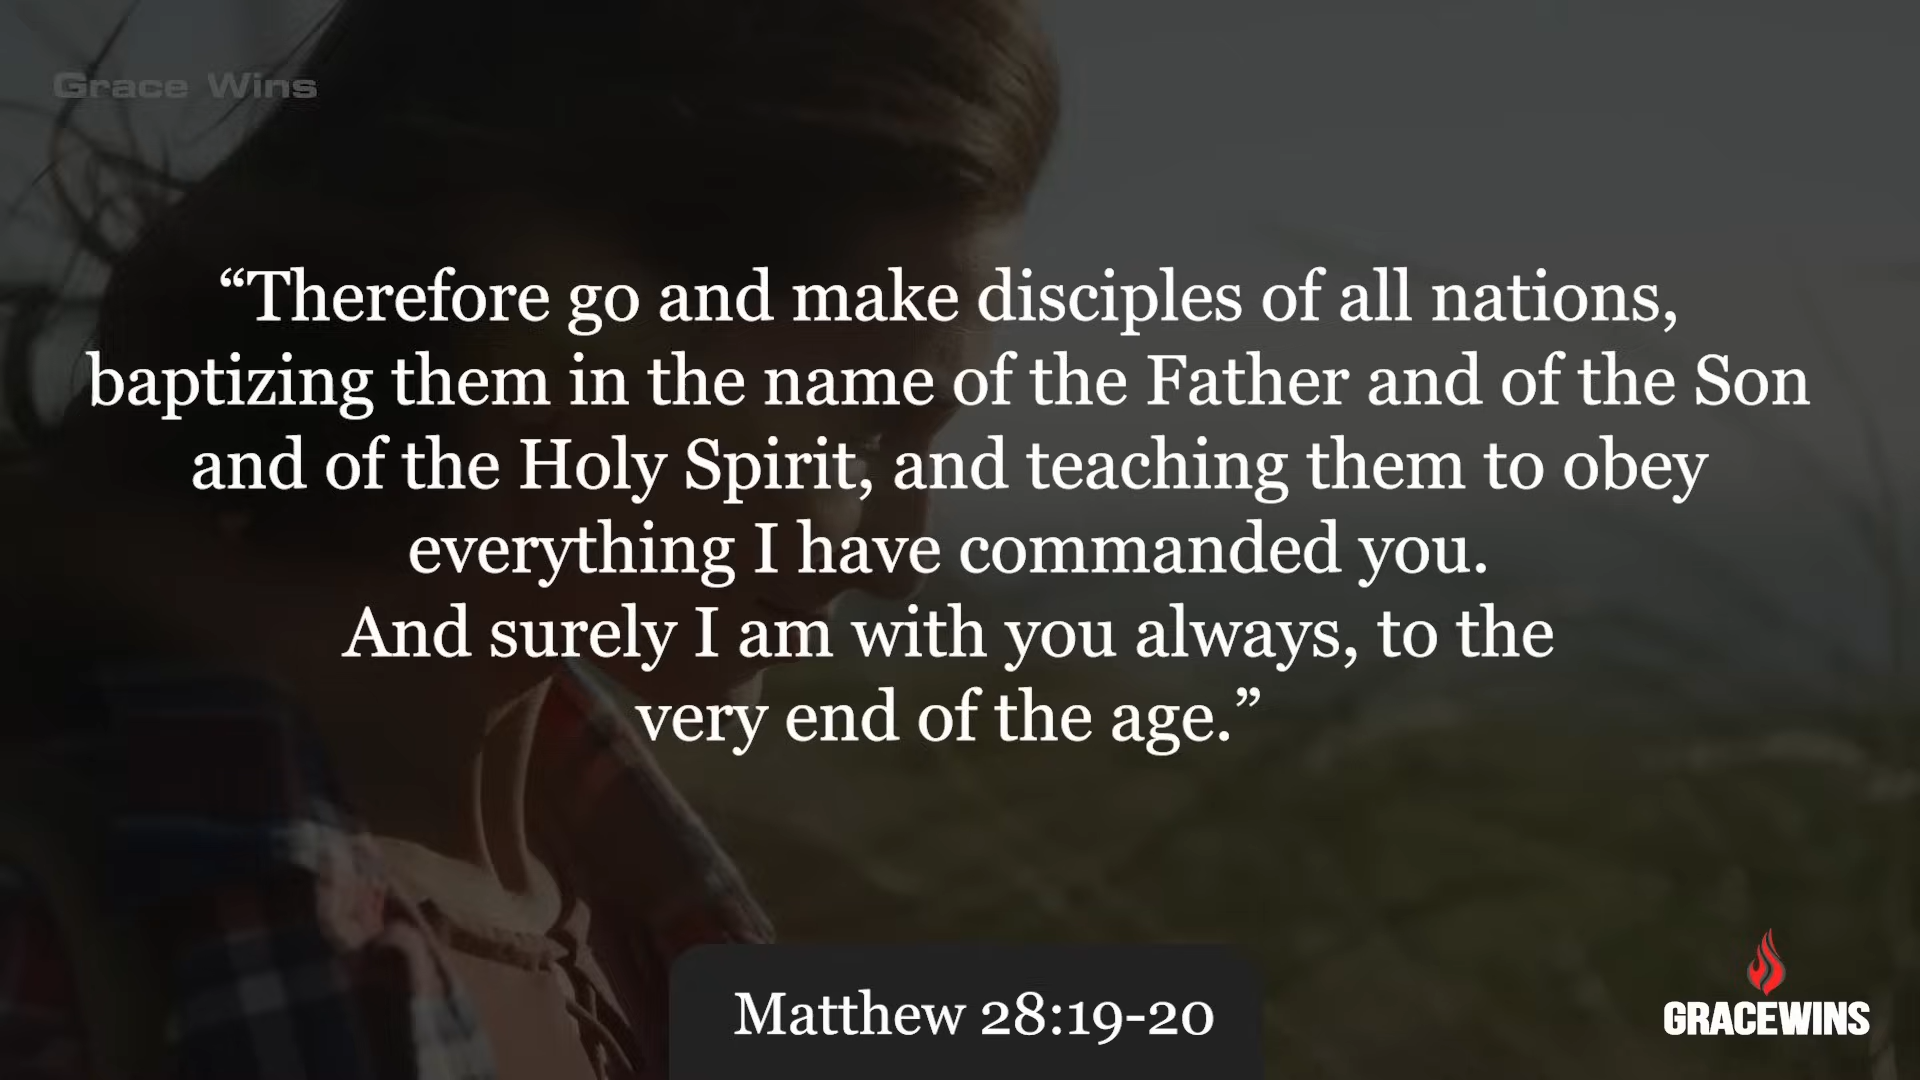 Grace Wins
“Therefore go and make disciples of all nations,
baptizing them in the name of the Father and of the Son
and of the Holy Spirit, and teaching them to obey
everything I have commanded you.
And surely I am with you always, to the
very end of the age.”
Matthew 28:19-20
GRACEWINS